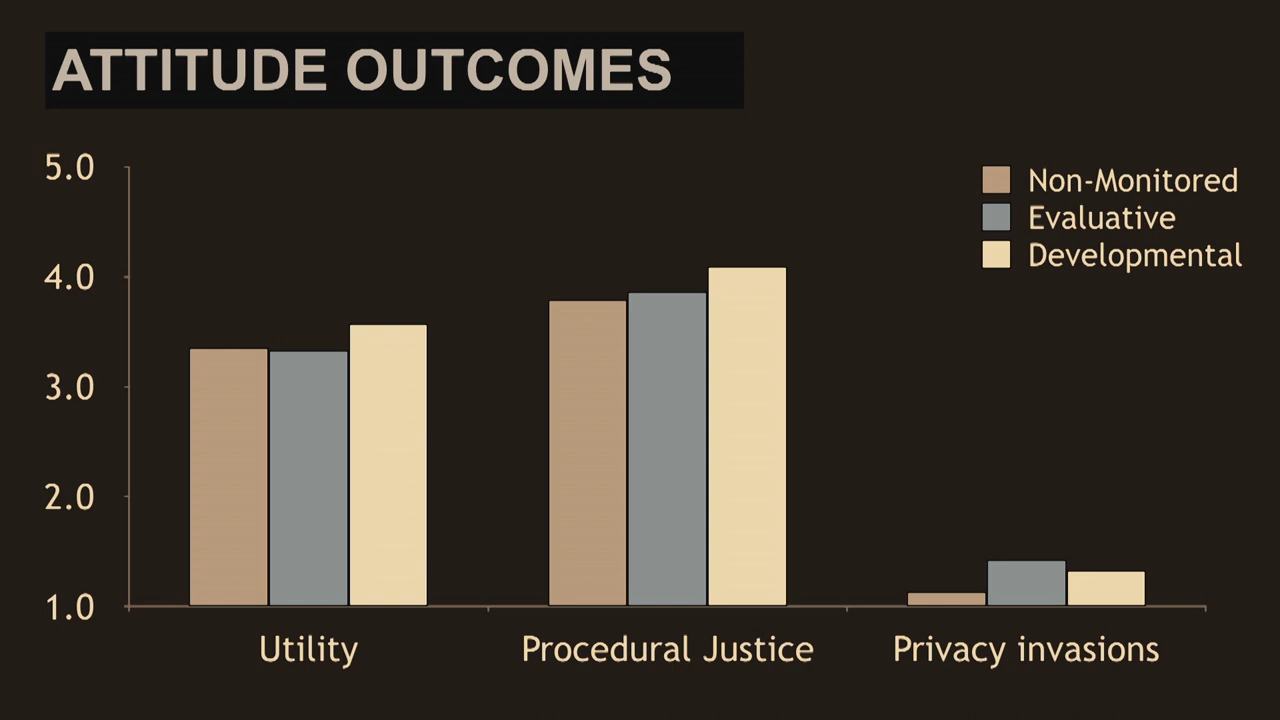 ATTITUDE OUTCOMES
5.0
4.0
3.0
2.0
1.0
Non-Monitored
Evaluative
Developmental
Utility
Procedural Justice
Privacy invasions